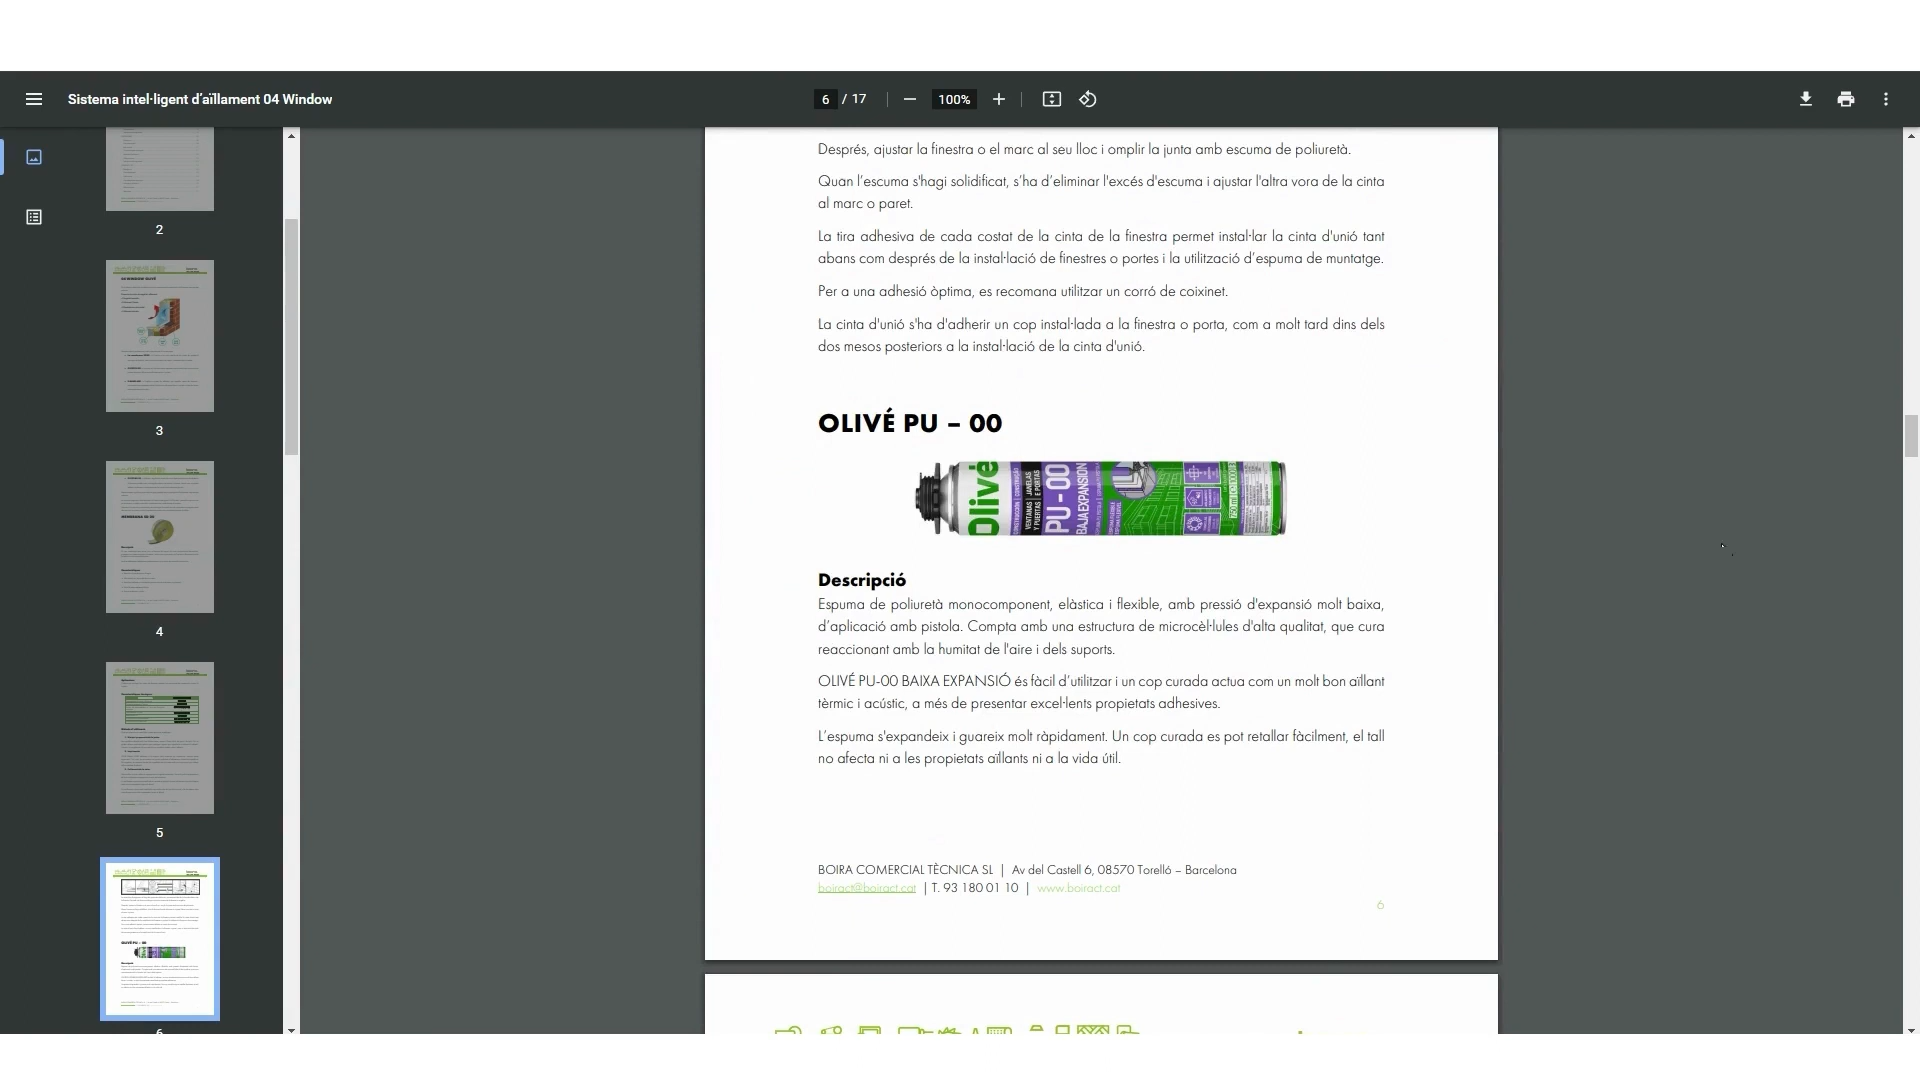 Sistema intel·ligent d’aïllament 04 Window
6 / 17
100%
2
3
4
5
6
Després, ajustar la finestra o el marc al seu lloc i omplir la junta amb escuma de poliuretà.
Quan l’escuma s'hagi solidificat, s’ha d’eliminar l'excés d'escuma i ajustar l'altra vora de la cinta
al marc o paret.
La tira adhesiva de cada costat de la cinta de la finestra permet instal·lar la cinta d'unió tant
abans com després de la instal·lació de finestres o portes i la utilització d’espuma de muntatge.
Per a una adhesió òptima, es recomana utilitzar un corró de coixinet.
La cinta d'unió s'ha d'adherir un cop instal·lada a la finestra o porta, com a molt tard dins dels
dos mesos posteriors a la instal·lació de la cinta d'unió.
OLIVÉ PU – 00
Olivé
CONSTRUCCIÓN
CONSTRUÇÃO
VENTANAS
Y PUERTAS
JANELAS
E PORTAS
PU-00
BAJA EXPANSION
750 ml
Descripció
Espuma de poliuretà monocomponent, elàstica i flexible, amb pressió d'expansió molt baixa,
d’aplicació amb pistola. Compta amb una estructura de microcèl·lules d'alta qualitat, que cura
reaccionant amb la humitat de l'aire i dels suports.
OLIVÉ PU-00 BAIXA EXPANSIÓ és fàcil d’utilitzar i un cop curada actua com un molt bon aïllant
tèrmic i acústic, a més de presentar excel·lents propietats adhesives.
L’espuma s'expandeix i guareix molt ràpidament. Un cop curada es pot retallar fàcilment, el tall
no afecta ni a les propietats aïllants ni a la vida útil.
BOIRA COMERCIAL TÈCNICA SL | Av del Castell 6, 08570 Torelló – Barcelona
boiract@boiract.cat | T. 93 180 01 10 | www.boiract.cat
6